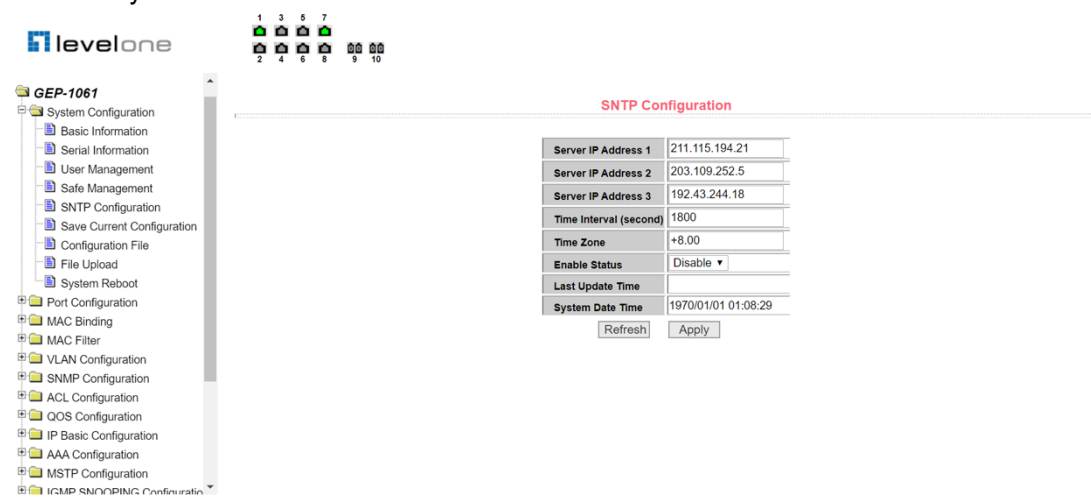 1 3 5 7
levelone
2 4 6 8 9 10
GEP-1061
System Configuration
Basic Information
Serial Information
User Management
Safe Management
SNTP Configuration
Save Current Configuration
Configuration File
File Upload
System Reboot
Port Configuration
MAC Binding
MAC Filter
VLAN Configuration
SNMP Configuration
ACL Configuration
QOS Configuration
IP Basic Configuration
AAA Configuration
MSTP Configuration
IGMP SNOOPING Configuratio
SNTP Configuration
Server IP Address 1 211.115.194.21
Server IP Address 2 203.109.252.5
Server IP Address 3 192.43.244.18
Time Interval (second) 1800
Time Zone +8.00
Enable Status Disable
Last Update Time
System Date Time 1970/01/01 01:08:29
Refresh Apply